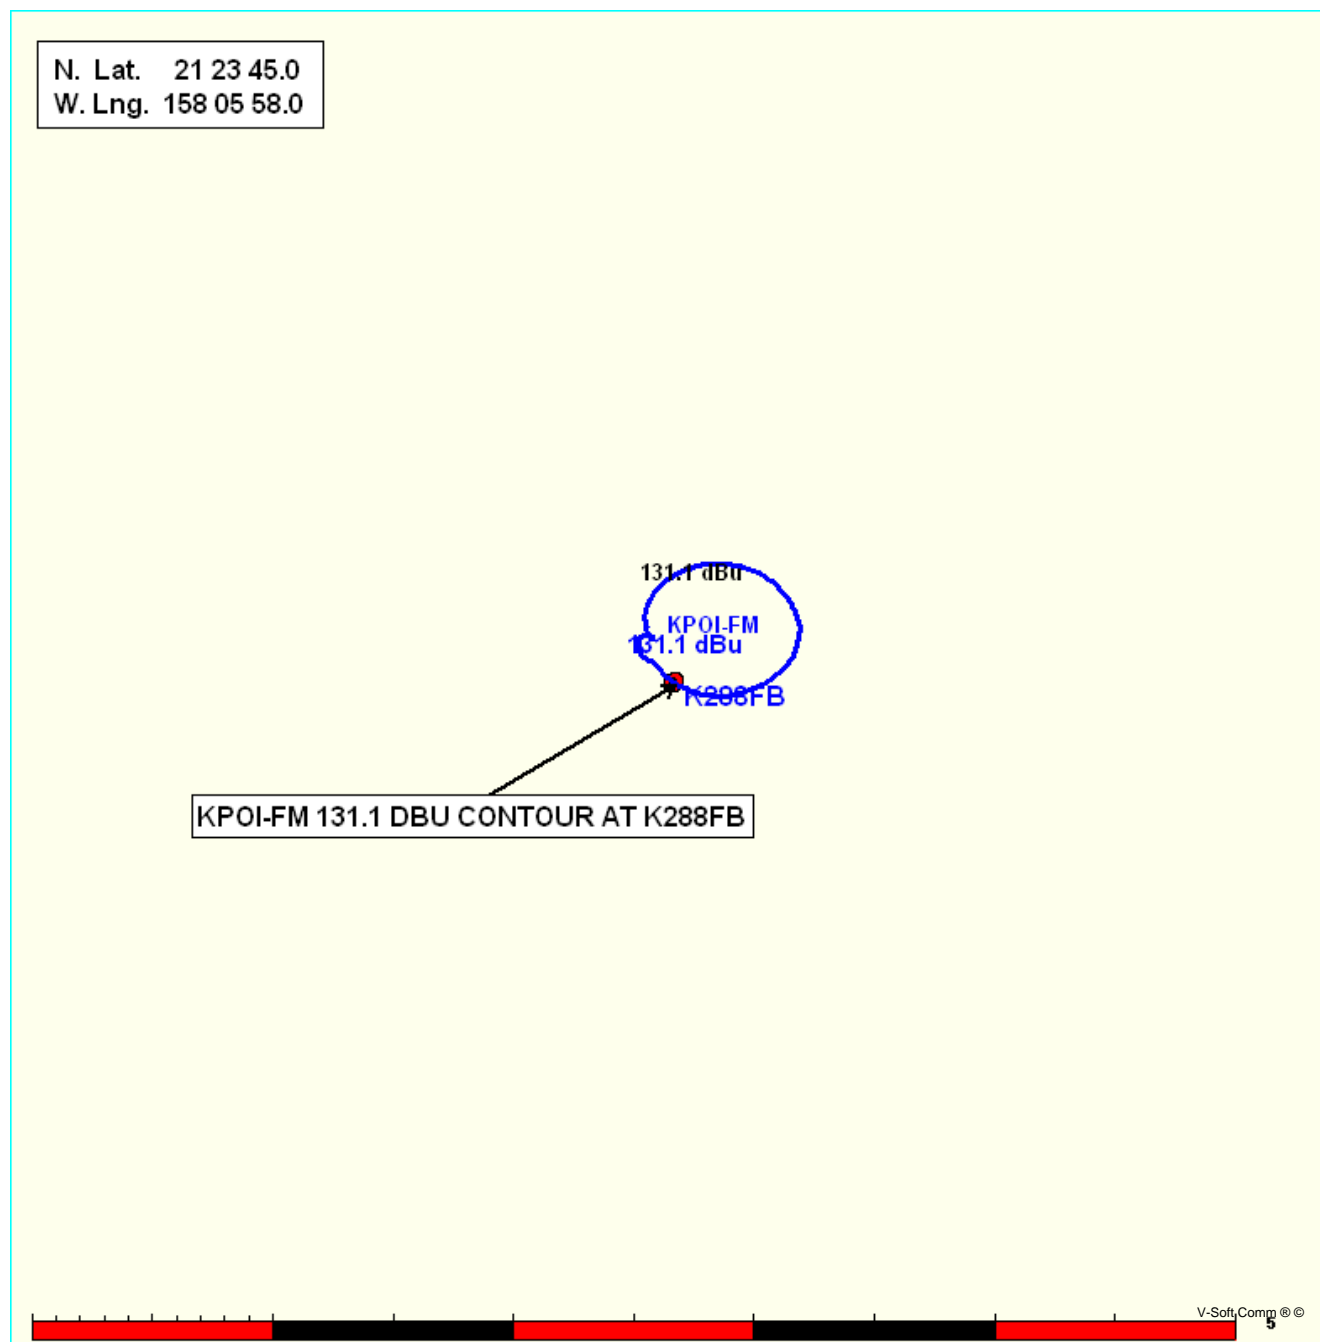 N. Lat. 21 23 45.0
W. Lng. 158 05 58.0
131.1 dBu
KPOI-FM
131.1 dBu
K288FB
KPOI-FM 131.1 DBU CONTOUR AT K288FB
V-Soft Comm ® ©
5